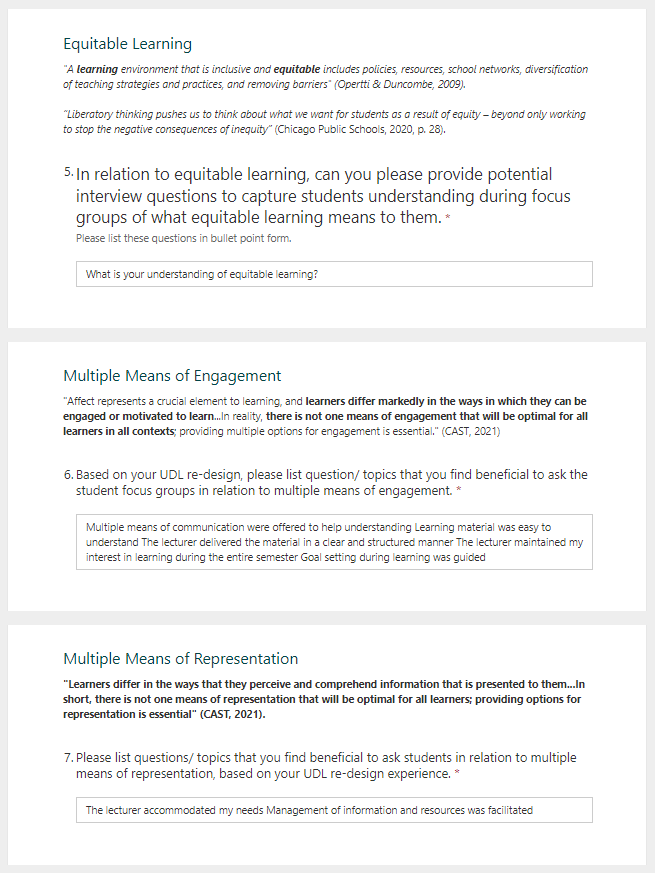 Equitable Learning
"A learning environment that is inclusive and equitable includes policies, resources, school networks, diversification
of teaching strategies and practices, and removing barriers" (Opertti & Duncombe, 2009).
"Liberatory thinking pushes us to think about what we want for students as a result of equity – beyond only working
to stop the negative consequences of inequity" (Chicago Public Schools, 2020, p. 28).
5. In relation to equitable learning, can you please provide potential
interview questions to capture students understanding during focus
groups of what equitable learning means to them. *
Please list these questions in bullet point form.
What is your understanding of equitable learning?
Multiple Means of Engagement
"Affect represents a crucial element to learning, and learners differ markedly in the ways in which they can be
engaged or motivated to learn...In reality, there is not one means of engagement that will be optimal for all
learners in all contexts; providing multiple options for engagement is essential." (CAST, 2021)
6. Based on your UDL re-design, please list question/ topics that you find beneficial to ask the
student focus groups in relation to multiple means of engagement. *
Multiple means of communication were offered to help understanding Learning material was easy to
understand The lecturer delivered the material in a clear and structured manner The lecturer maintained my
interest in learning during the entire semester Goal setting during learning was guided
Multiple Means of Representation
"Learners differ in the ways that they perceive and comprehend information that is presented to them...In
short, there is not one means of representation that will be optimal for all learners; providing options for
representation is essential" (CAST, 2021).
7. Please list questions/ topics that you find beneficial to ask students in relation to multiple
means of representation, based on your UDL re-design experience. *
The lecturer accommodated my needs Management of information and resources was facilitated